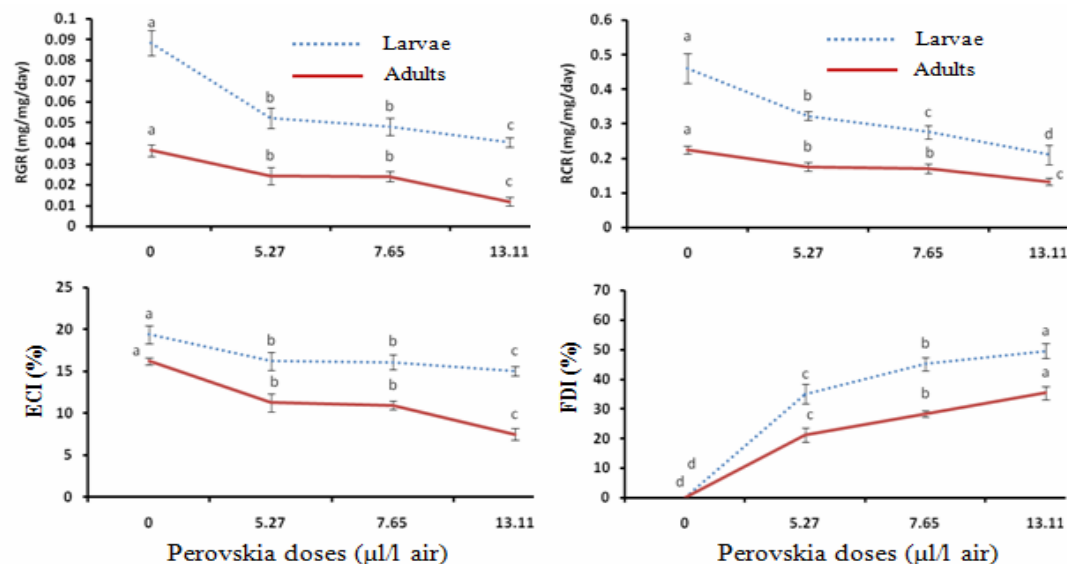 RGR (mg/mg/day)
0.1
0.09
0.08
0.07
0.06
0.05
0.04
0.03
0.02
0.01
0
a
b
b
c
a
b
b
c
Larvae
Adults
0 5.27 7.65 13.11
RCR (mg/mg/day)
0.6
0.5
0.4
0.3
0.2
0.1
0
a
b
c
d
a
b
b
c
Larvae
Adults
0 5.27 7.65 13.11
ECI (%)
25
20
15
10
5
0
a
b
b
c
a
b
b
c
0 5.27 7.65 13.11
Perovskia doses (µl/l air)
FDI (%)
70
60
50
40
30
20
10
0
d
c
b
a
d
c
b
a
0 5.27 7.65 13.11
Perovskia doses (µl/l air)